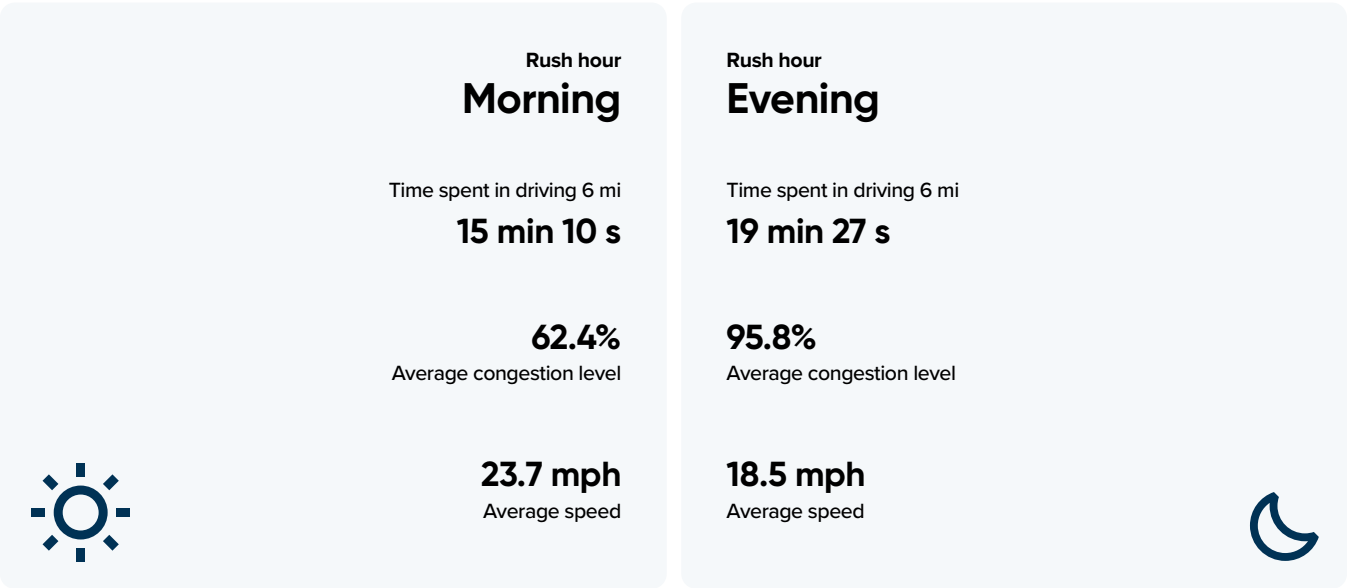 Rush hour
Morning
Time spent in driving 6 mi
15 min 10 s
62.4%
Average congestion level
23.7 mph
Average speed
Rush hour
Evening
Time spent in driving 6 mi
19 min 27 s
95.8%
Average congestion level
18.5 mph
Average speed